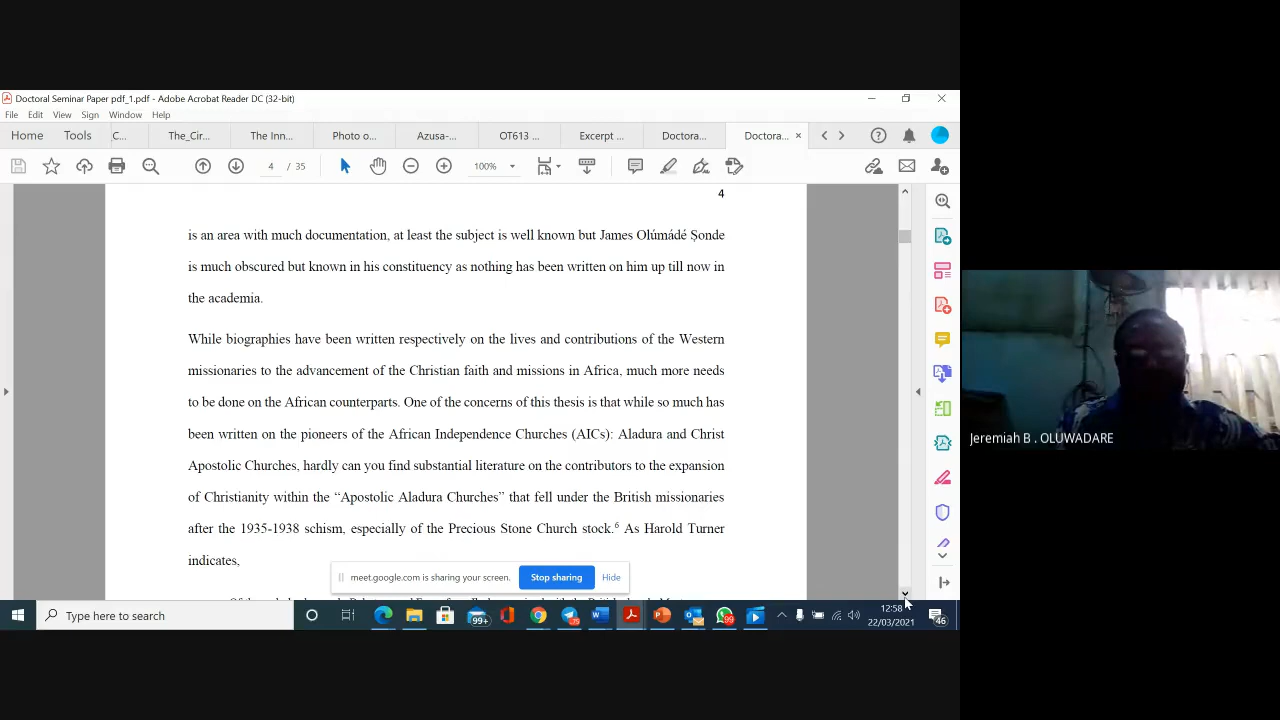 Doctoral Seminar Paper pdf_1.pdf - Adobe Acrobat Reader DC (32-bit)
File Edit View Sign Window Help
Home Tools _C... The_Cir... The Inn... Photo o... Azusa-... OT613 ... Excerpt ... Doctora... Doctora... ×
4 / 35 100%
4
is an area with much documentation, at least the subject is well known but James Olúmádé Ṣonde
is much obscured but known in his constituency as nothing has been written on him up till now in
the academia.
While biographies have been written respectively on the lives and contributions of the Western
missionaries to the advancement of the Christian faith and missions in Africa, much more needs
to be done on the African counterparts. One of the concerns of this thesis is that while so much has
been written on the pioneers of the African Independence Churches (AICs): Aladura and Christ
Apostolic Churches, hardly can you find substantial literature on the contributors to the expansion
of Christianity within the “Apostolic Aladura Churches” that fell under the British missionaries
after the 1935-1938 schism, especially of the Precious Stone Church stock.⁶ As Harold Turner
indicates,
meet.google.com is sharing your screen. Stop sharing Hide
Jeremiah B . OLUWADARE
Type here to search
99+
99
12:58
22/03/2021
46